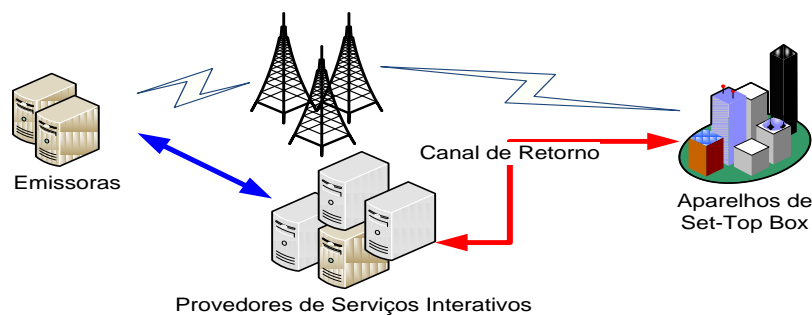 Canal de Retorno
Emissoras
Aparelhos de
Set-Top Box
Provedores de Serviços Interativos